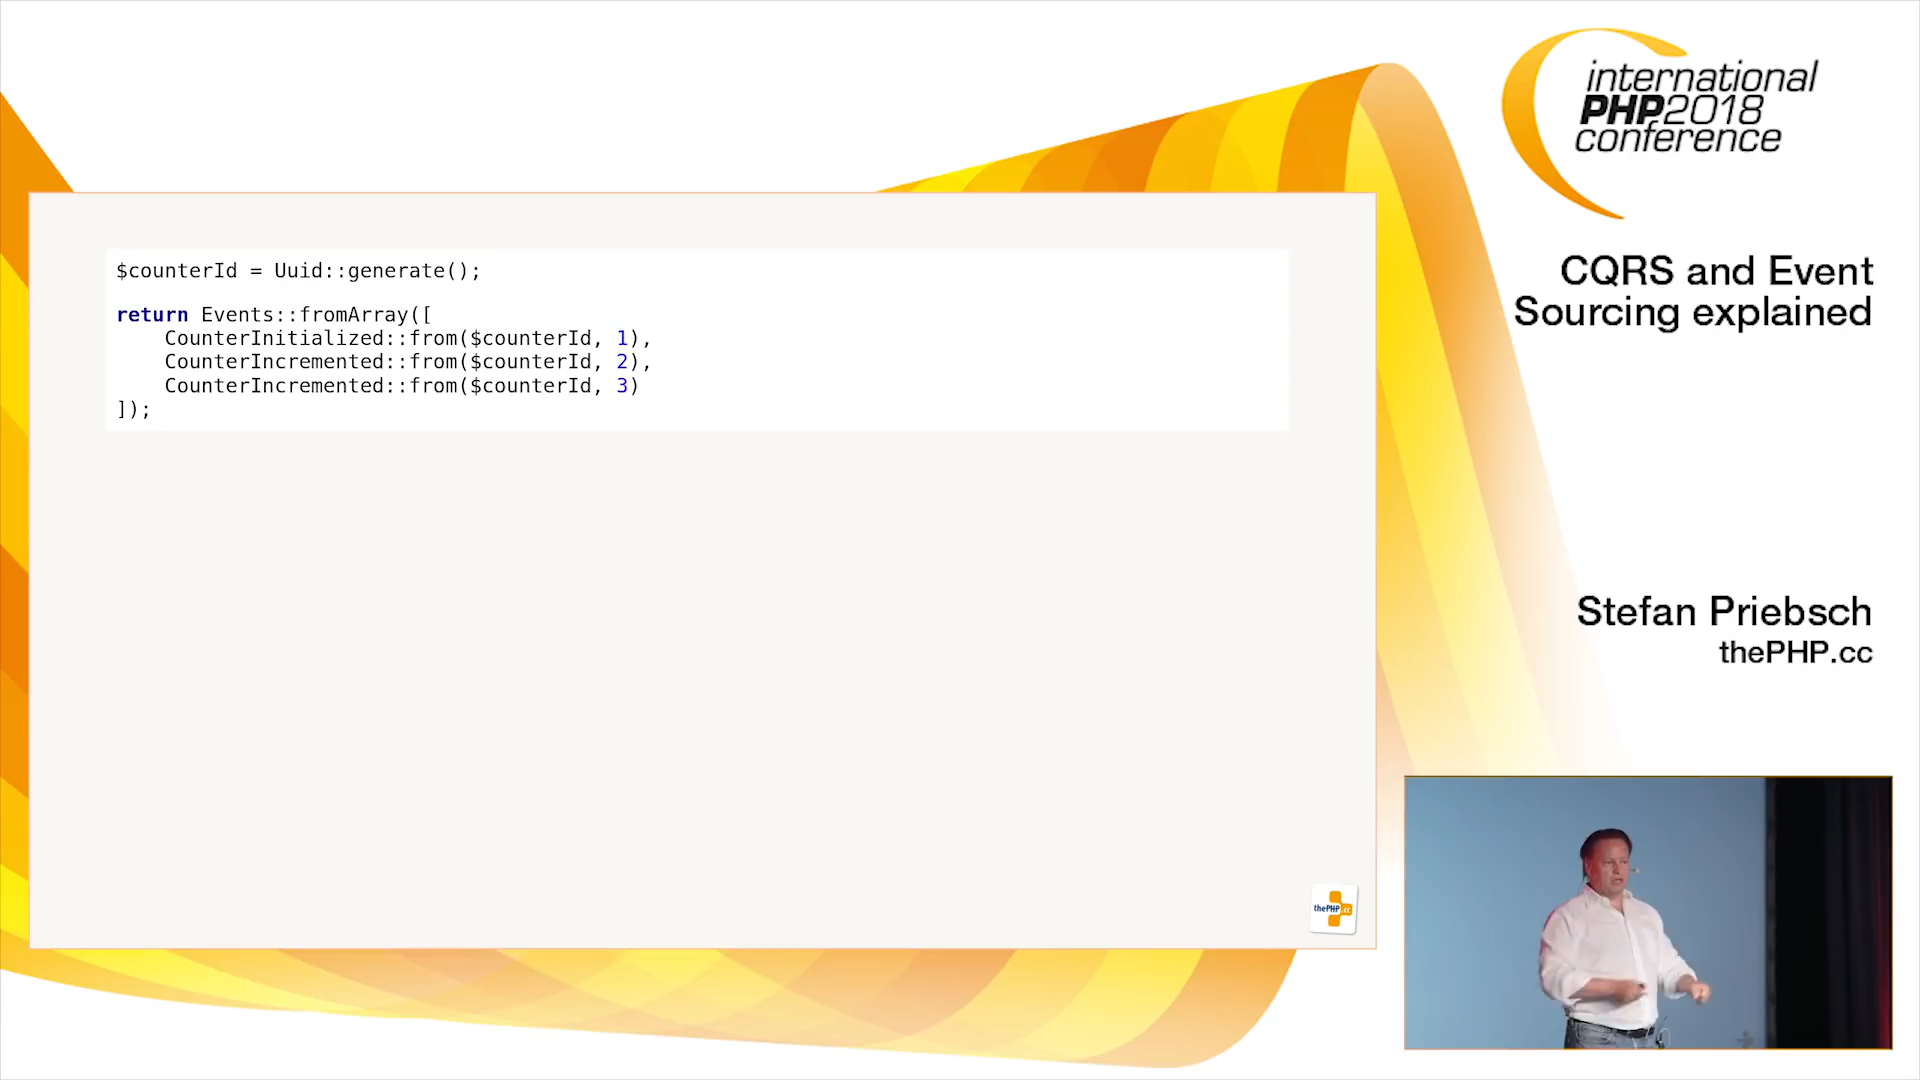 international
PHP2018
conference
CQRS and Event
Sourcing explained
$counterId = Uuid::generate();
return Events::fromArray([
    CounterInitialized::from($counterId, 1),
    CounterIncremented::from($counterId, 2),
    CounterIncremented::from($counterId, 3)
]);
Stefan Priebsch
thePHP.cc
thePHP.cc